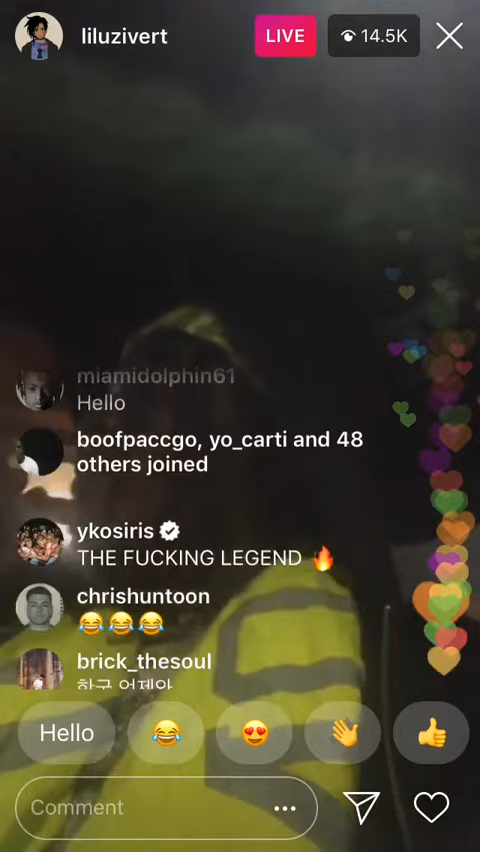 liluzivert
LIVE
14.5K
miamidolphin61
Hello
boofpaccgo, yo_carti and 48
others joined
ykosiris
THE FUCKING LEGEND 🔥
chrishuntoon
😂😂😂
brick_thesoul
Hello
😂
😍
👋
👍
Comment